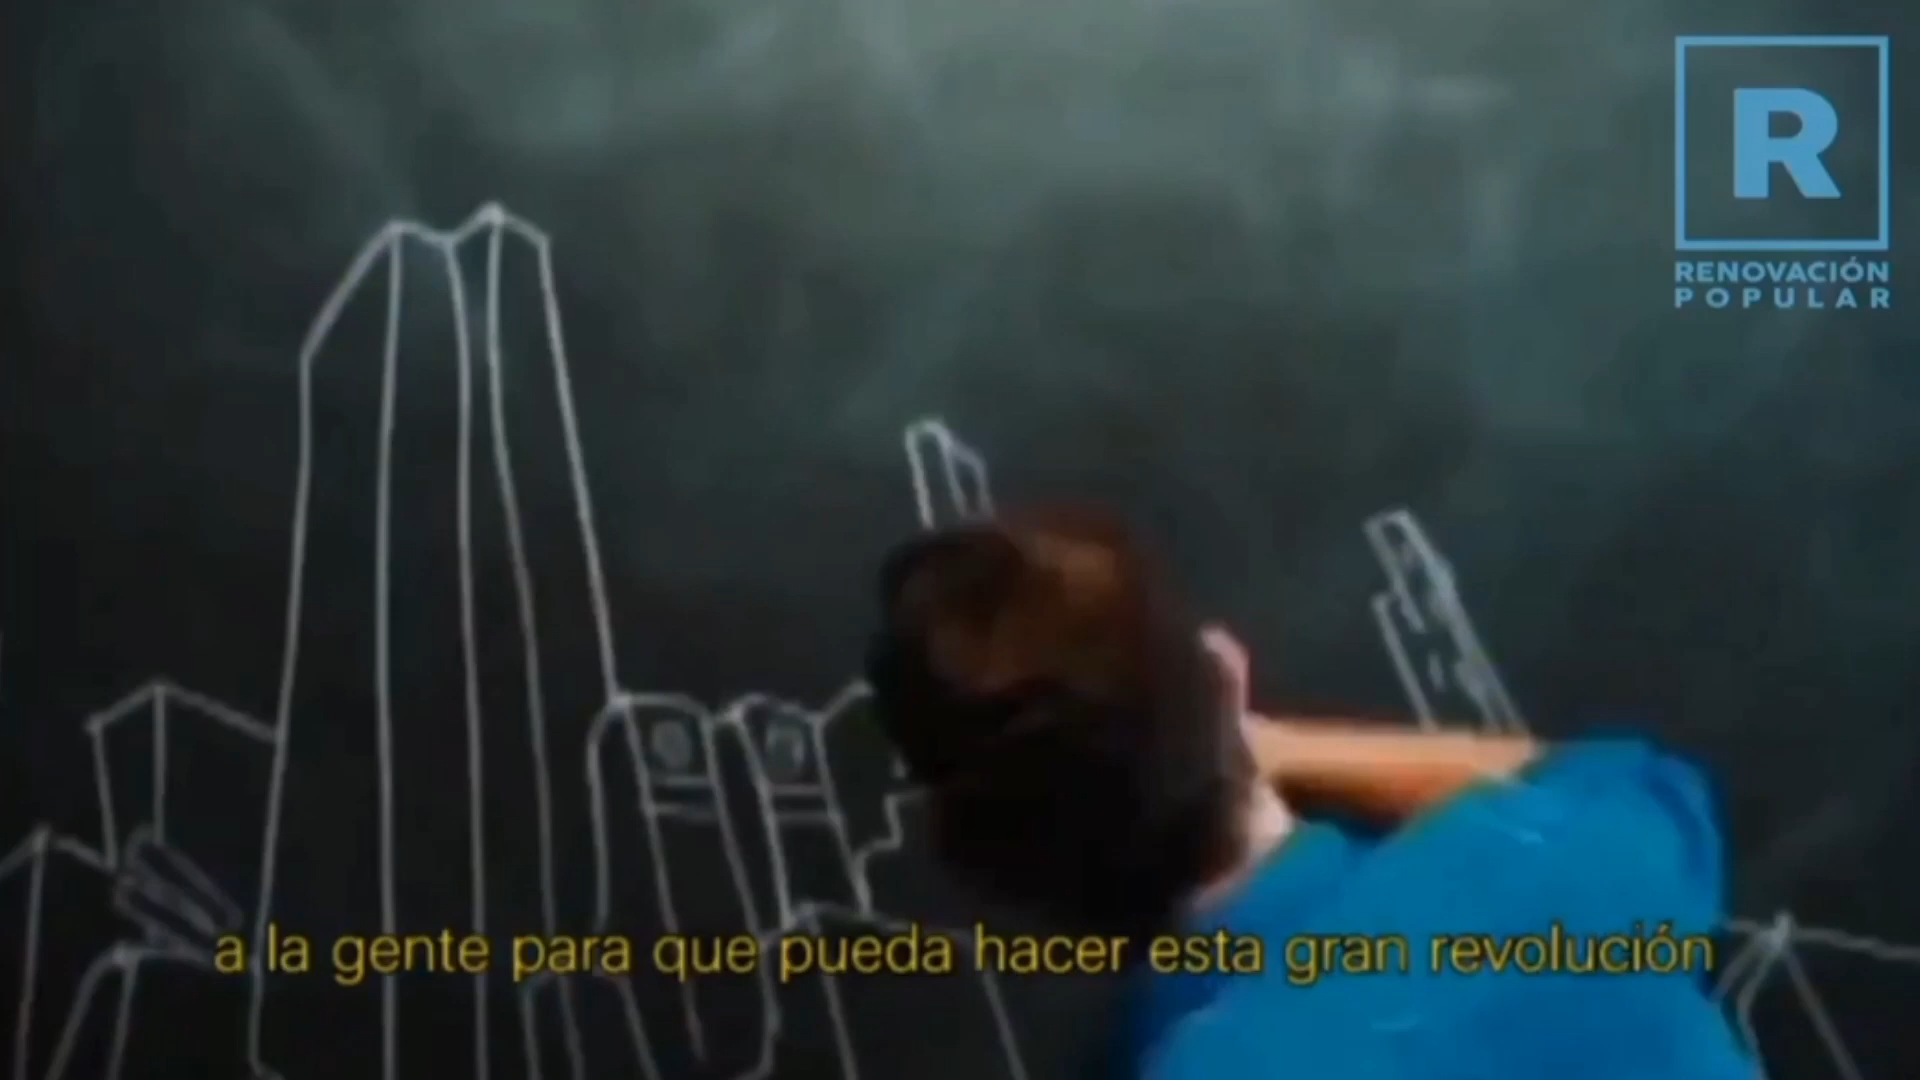 R
RENOVACIÓN
POPULAR
a la gente para que pueda hacer esta gran revolución